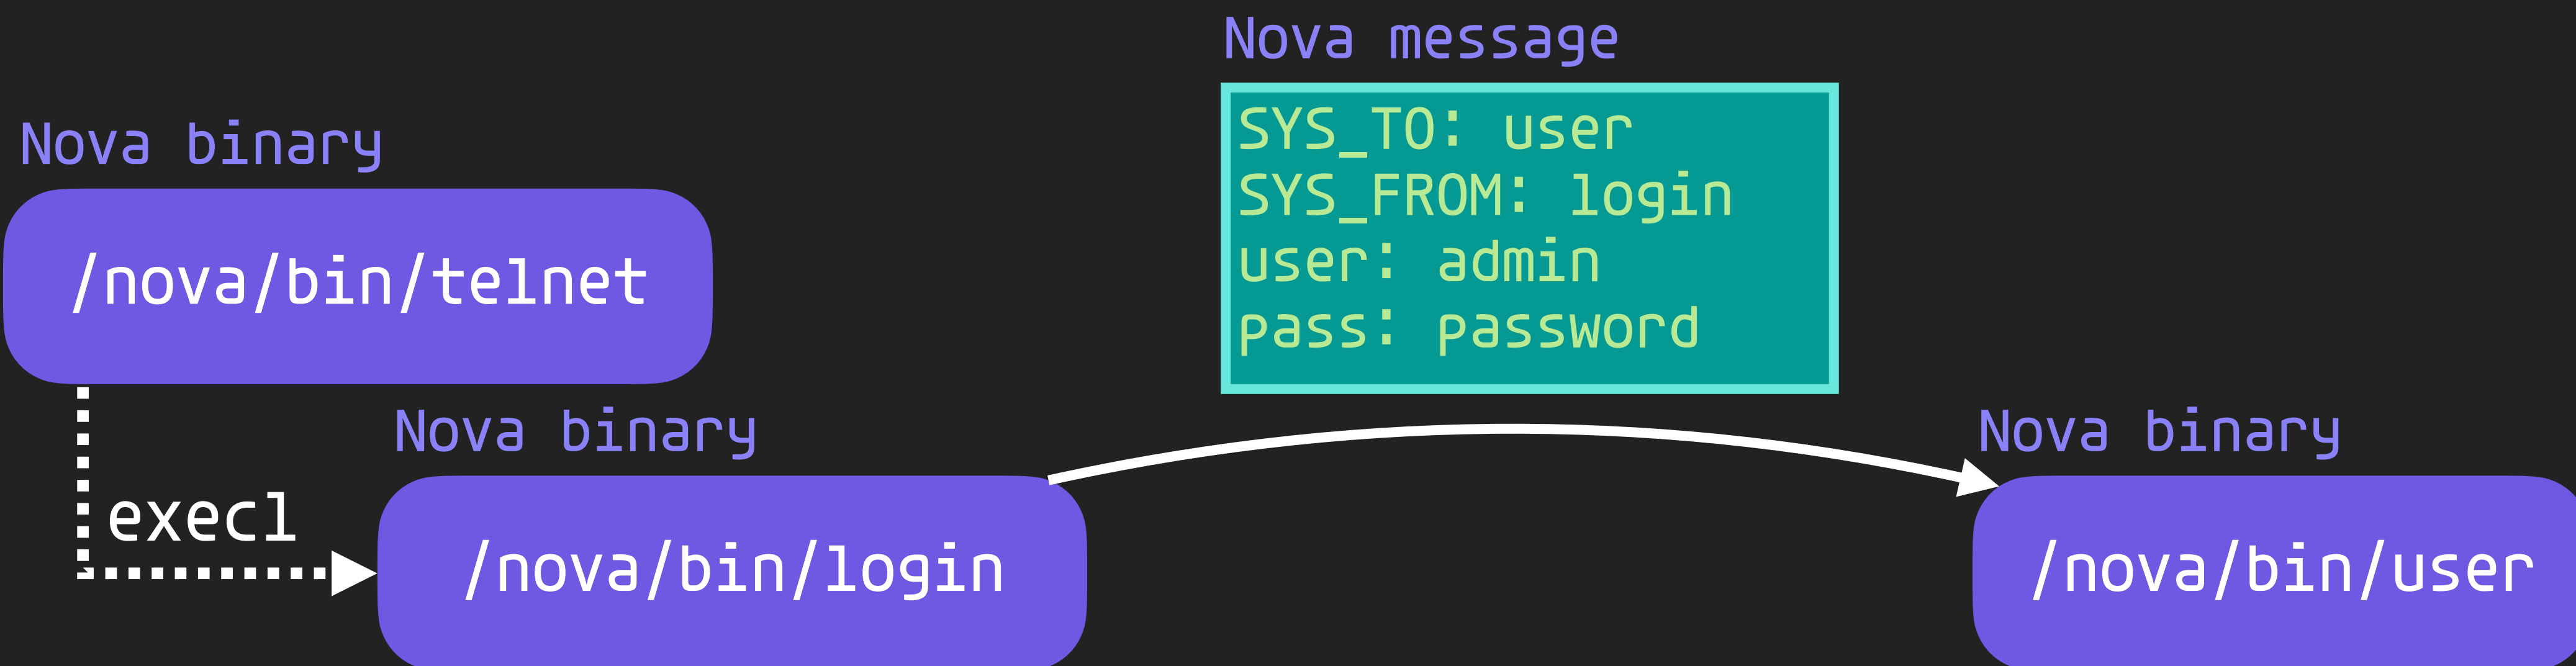 Nova message
SYS_TO: user
SYS_FROM: login
user: admin
pass: password
Nova binary
/nova/bin/telnet
execl
Nova binary
/nova/bin/login
Nova binary
/nova/bin/user